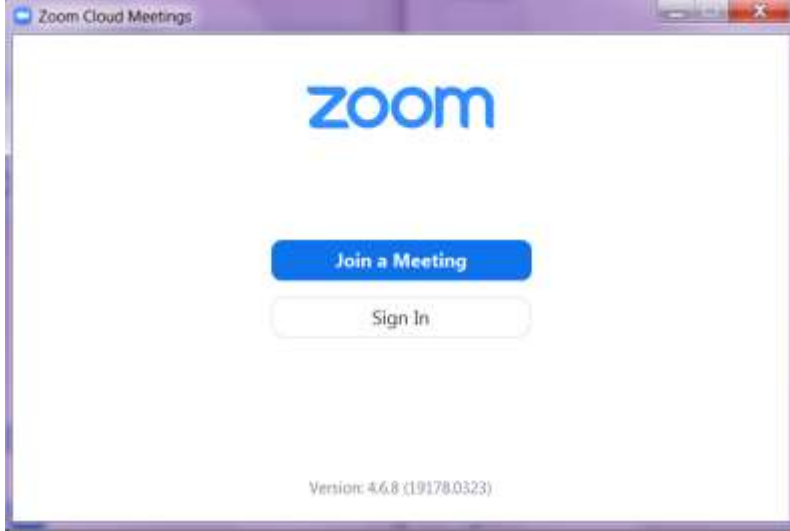 Zoom Cloud Meetings
zoom
Join a Meeting
Sign In
Version: 4.6.8 (19178.0323)